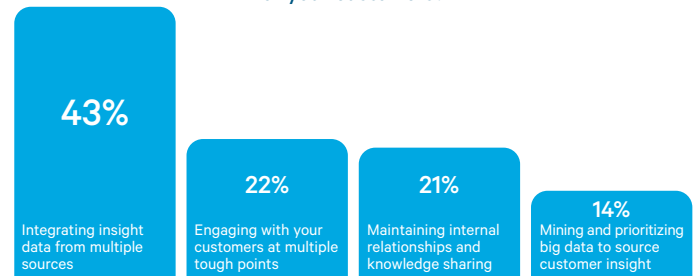 43%
Integrating insight
data from multiple
sources
22%
Engaging with your
customers at multiple
tough points
21%
Maintaining internal
relationships and
knowledge sharing
14%
Mining and prioritizing
big data to source
customer insight